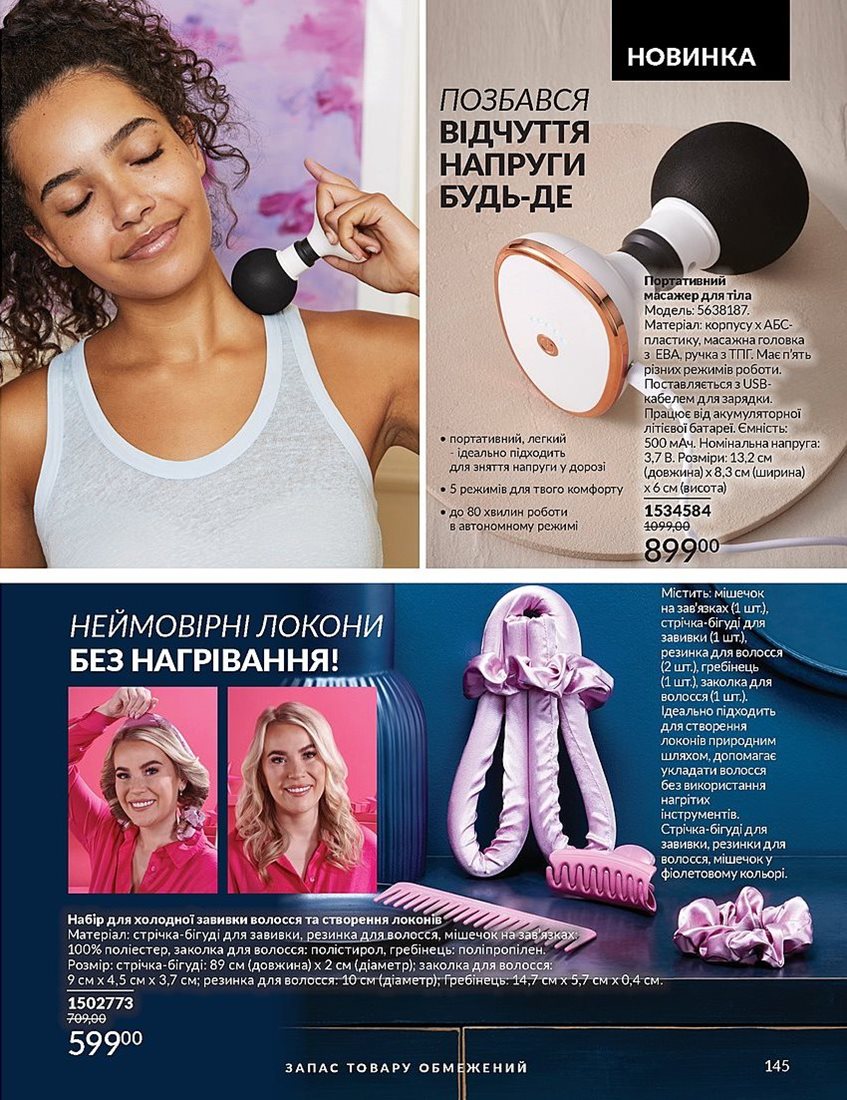 НОВИНКА
ПОЗБАВСЯ
ВІДЧУТТЯ
НАПРУГИ
БУДЬ-ДЕ
Портативний
масажер для тіла
Модель: 5638187.
Матеріал: корпусу х АБС-
пластику, масажна головка
з ЕВА, ручка з ТПГ. Має п'ять
різних режимів роботи.
Поставляється з USB-
кабелем для зарядки.
Працює від акумуляторної
літієвої батареї. Ємність:
500 мАч. Номінальна напруга:
3,7 В. Розміри: 13,2 см
(довжина) х 8,3 см (ширина)
х 6 см (висота)
1534584
1099,00
89900
• портативний, легкий
- ідеально підходить
для зняття напруги у дорозі
• 5 режимів для твого комфорту
• до 80 хвилин роботи
в автономному режимі
НЕЙМОВІРНІ ЛОКОНИ
БЕЗ НАГРІВАННЯ!
Містить: мішечок
на зав'язках (1 шт.),
стрічка-бігуді для
завивки (1 шт.),
резинка для волосся
(2 шт.), гребінець
(1 шт.), заколка для
волосся (1 шт.).
Ідеально підходить
для створення
локонів природним
шляхом, допомагає
укладати волосся
без використання
нагрітих
інструментів.
Стрічка-бігуді для
завивки, резинки для
волосся, мішечок у
фіолетовому кольорі.
Набір для холодної завивки волосся та створення локонів
Матеріал: стрічка-бігуді для завивки, резинка для волосся, мішечок на зав'язках:
100% поліестер, заколка для волосся: полістирол, гребінець: поліпропілен.
Розмір: стрічка-бігуді: 89 см (довжина) х 2 см (діаметр); заколка для волосся:
9 см х 4,5 см х 3,7 см; резинка для волосся: 10 см (діаметр); Гребінець: 14,7 см х 5,7 см х 0,4 см.
1502773
709,00
59900
ЗАПАС ТОВАРУ ОБМЕЖЕНИЙ
145